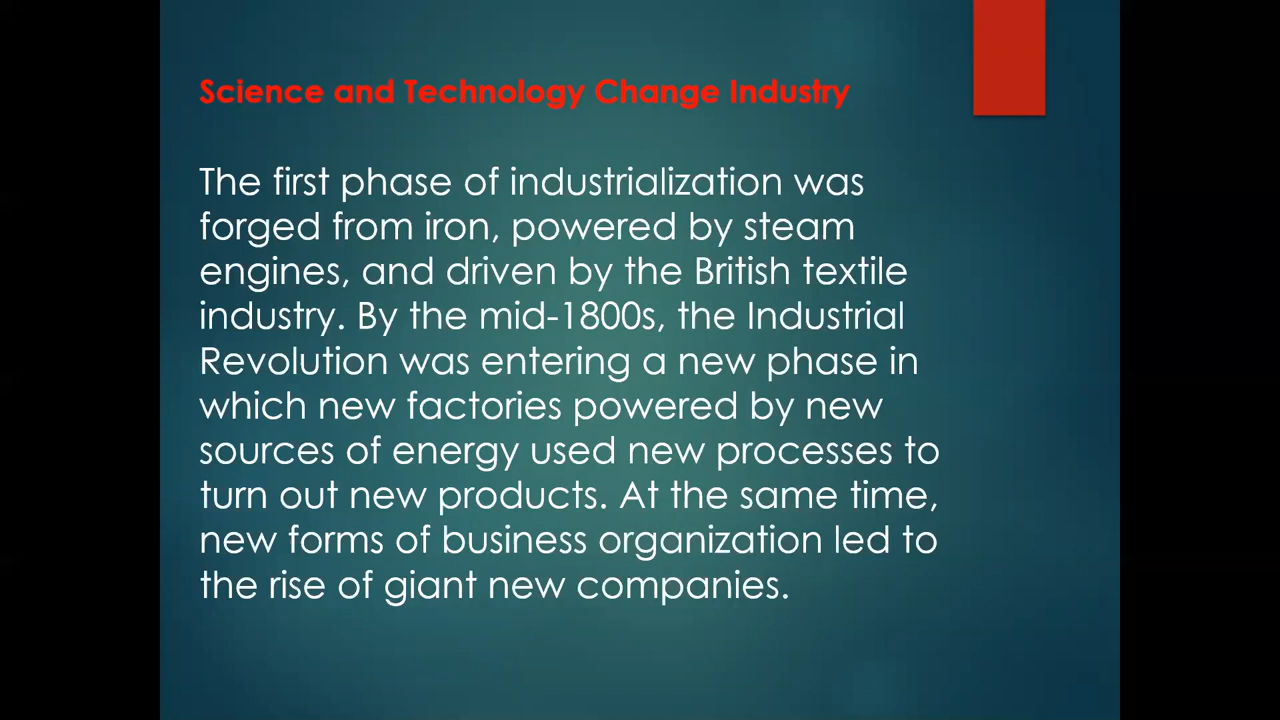 Science and Technology Change Industry
The first phase of industrialization was
forged from iron, powered by steam
engines, and driven by the British textile
industry. By the mid-1800s, the Industrial
Revolution was entering a new phase in
which new factories powered by new
sources of energy used new processes to
turn out new products. At the same time,
new forms of business organization led to
the rise of giant new companies.